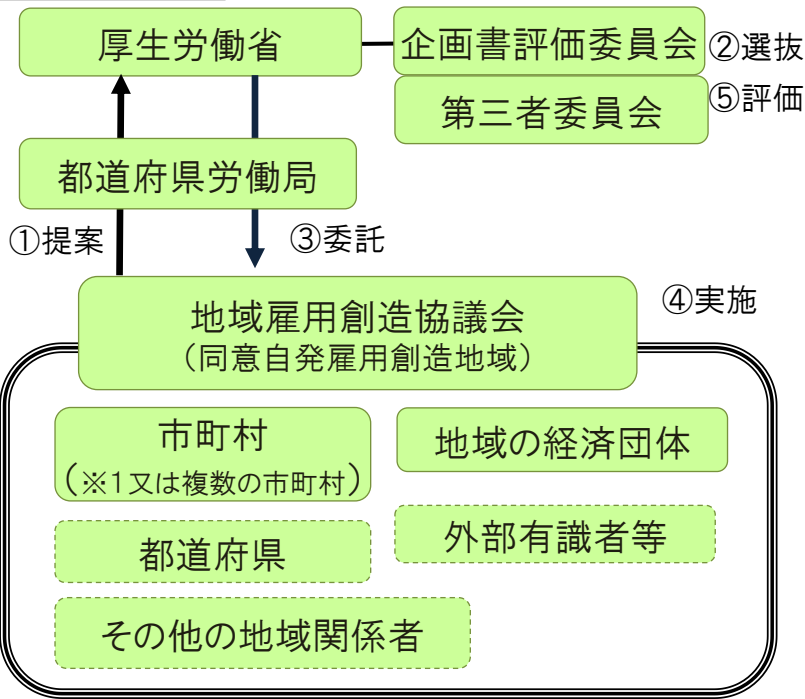 厚生労働省
企画書評価委員会
②選抜
第三者委員会
⑤評価
都道府県労働局
①提案
③委託
地域雇用創造協議会
（同意自発雇用創造地域）
④実施
市町村
（※1又は複数の市町村）
地域の経済団体
都道府県
外部有識者等
その他の地域関係者